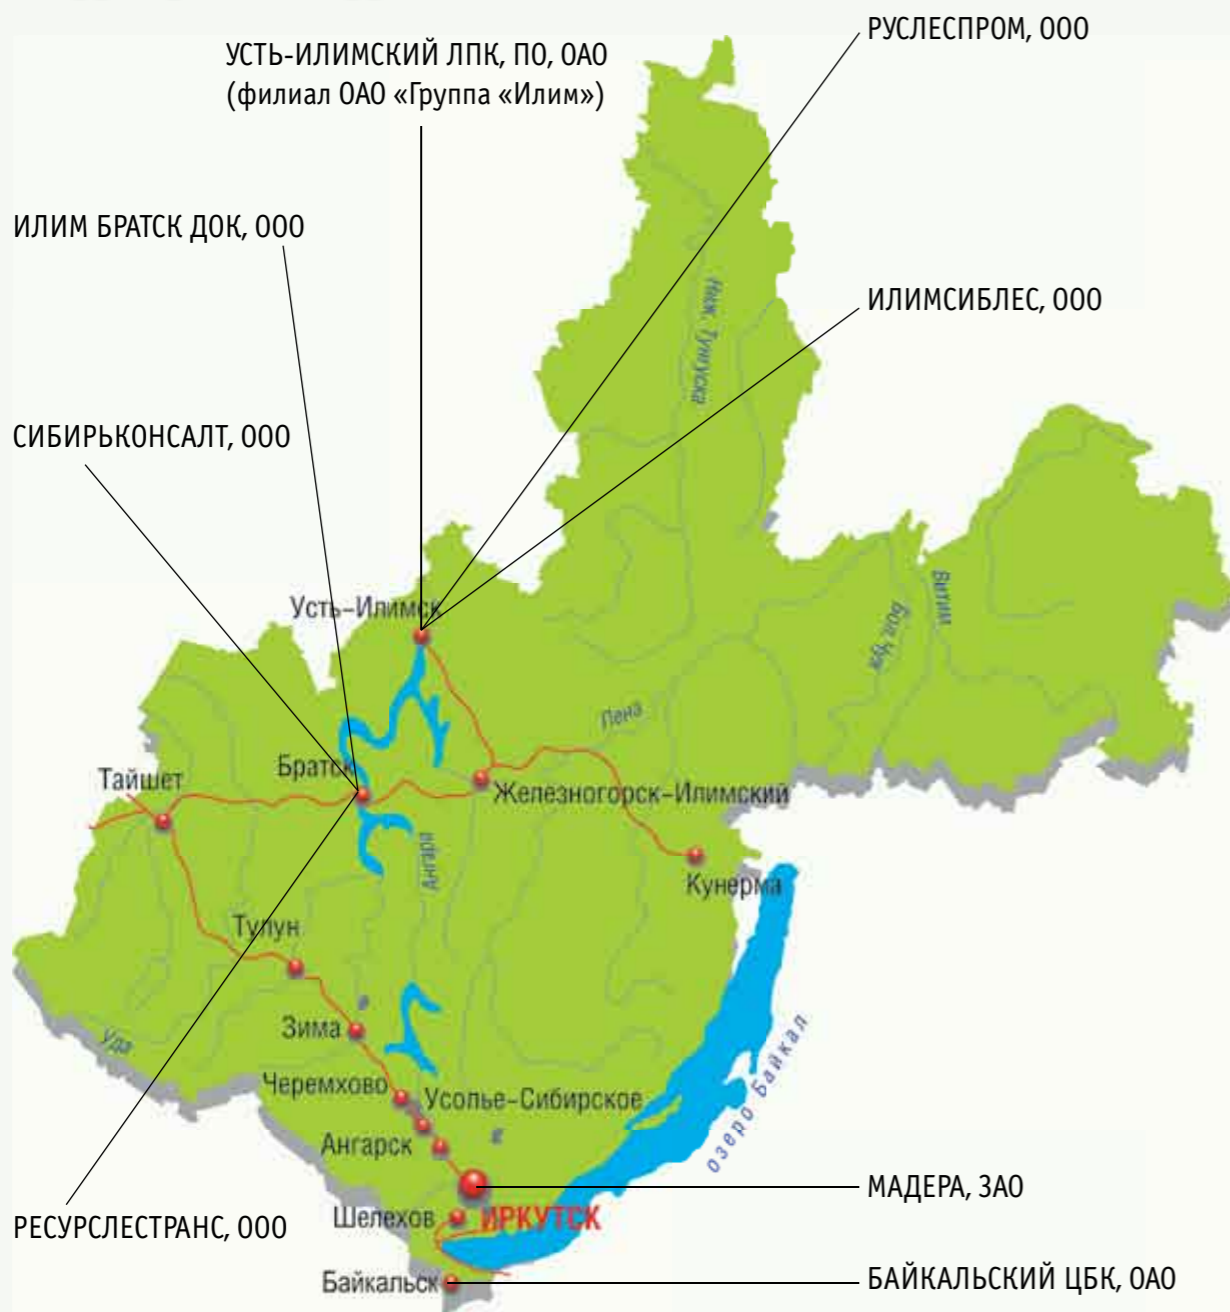 РУСЛЕСПРОМ, ООО
УСТЬ-ИЛИМСКИЙ ЛПК, ПО, ОАО
(филиал ОАО «Группа «Илим»)
ИЛИМ БРАТСК ДОК, ООО
ИЛИМСИБЛЕС, ООО
Ниж. Тунгуска
СИБИРЬКОНСАЛТ, ООО
Витим
Бол. Чуя
Усть-Илимск
Лена
Братск
Тайшет
Железногорск-Илимский
Ангара
Кунерма
Тулун
Зима
Уда
Черемхово
Усолье-Сибирское
озеро Байкал
Ангарск
МАДЕРА, ЗАО
Шелехов
ИРКУТСК
РЕСУРСЛЕСТРАНС, ООО
Байкальск
БАЙКАЛЬСКИЙ ЦБК, ОАО